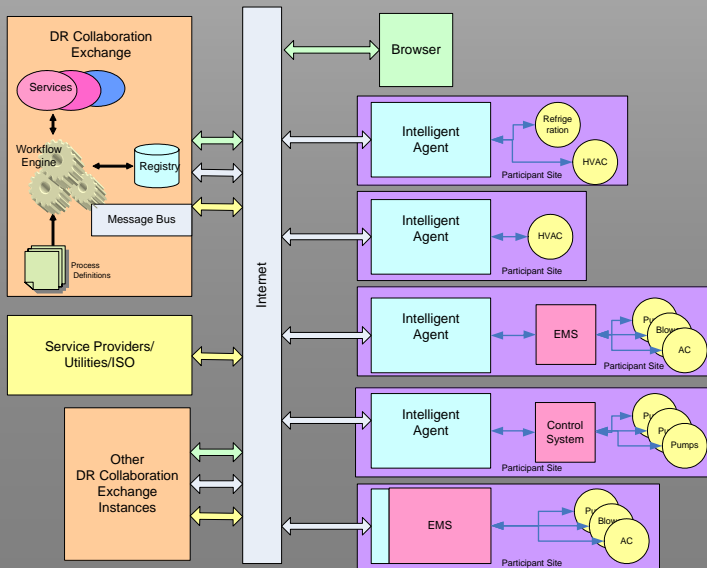 DR Collaboration
Exchange
Services
Workflow
Engine
Registry
Message Bus
Process
Definitions
Service Providers/
Utilities/ISO
Other
DR Collaboration
Exchange
Instances
Internet
Browser
Intelligent
Agent
Refrige
ration
HVAC
Participant Site
Intelligent
Agent
HVAC
Participant Site
Intelligent
Agent
EMS
AC
Participant Site
Intelligent
Agent
Control
System
Pumps
Participant Site
EMS
AC
Participant Site